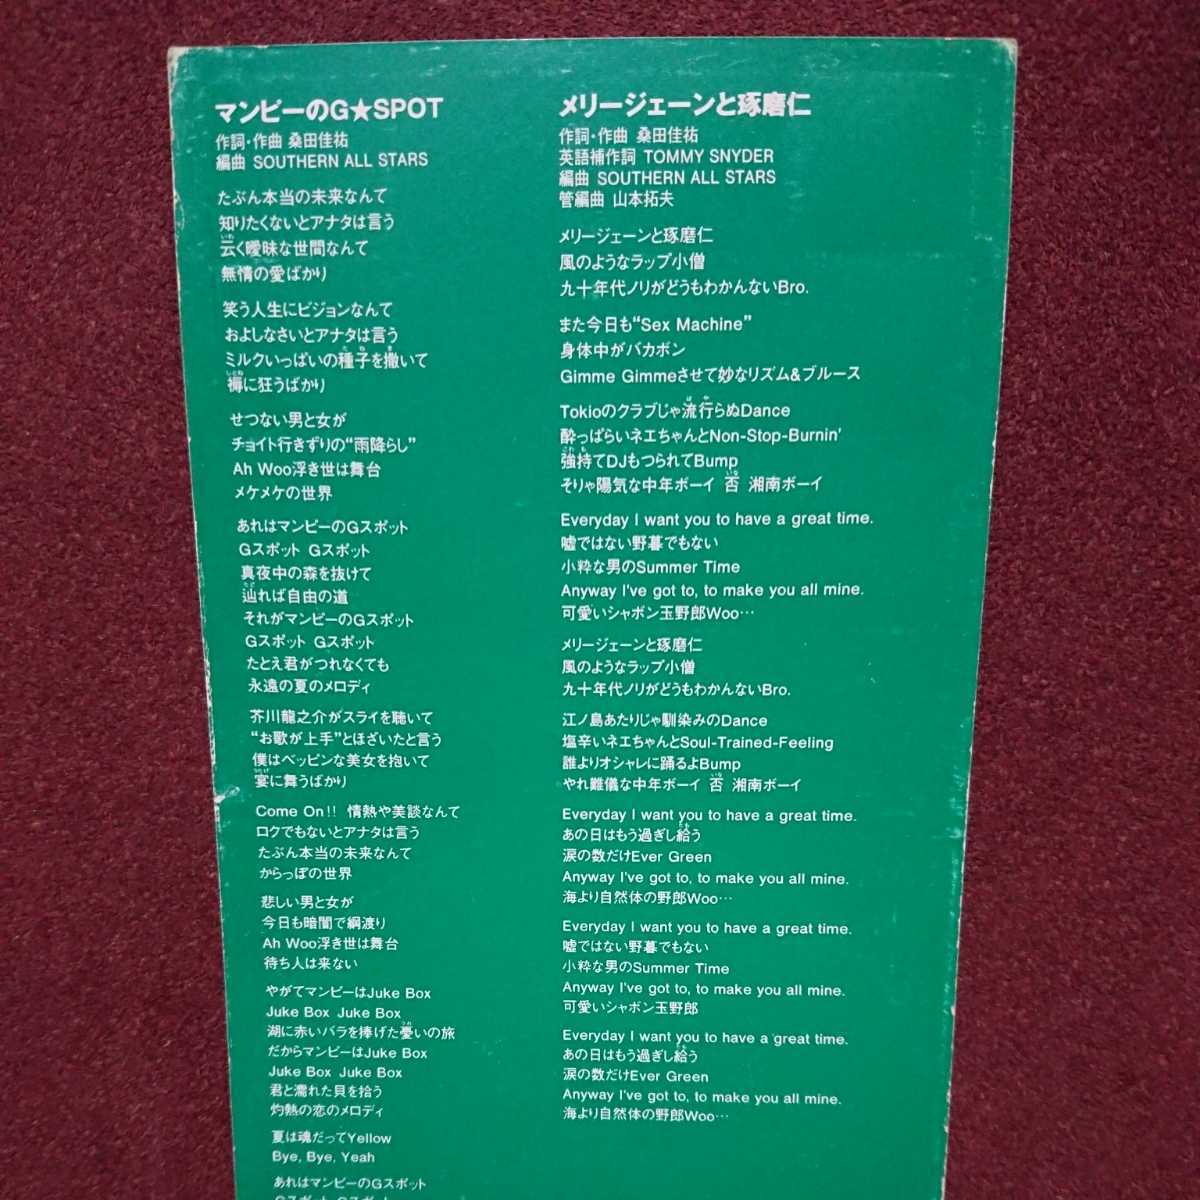 マンピーのG★SPOT
作詞・作曲 桑田佳祐
編曲 SOUTHERN ALL STARS
たぶん本当の未来なんて
知りたくないとアナタは言う
云く曖昧な世間なんて
無情の愛ばかり
笑う人生にビジョンなんて
およしなさいとアナタは言う
ミルクいっぱいの種子を撒いて
褥に狂うばかり
せつない男と女が
チョイト行きずりの“雨降らし”
Ah Woo浮き世は舞台
メケメケの世界
あれはマンピーのGスポット
Gスポット Gスポット
真夜中の森を抜けて
辿れば自由の道
それがマンピーのGスポット
Gスポット Gスポット
たとえ君がつれなくても
永遠の夏のメロディ
芥川龍之介がスライを聴いて
“お歌が上手”とほざいたと言う
僕はベッピンな美女を抱いて
宴に舞うばかり
Come On!! 情熱や美談なんて
ロクでもないとアナタは言う
たぶん本当の未来なんて
からっぽの世界
悲しい男と女が
今日も暗闇で綱渡り
Ah Woo浮き世は舞台
待ち人は来ない
やがてマンピーはJuke Box
Juke Box Juke Box
湖に赤いバラを捧げた憂いの旅
だからマンピーはJuke Box
Juke Box Juke Box
君と濡れた貝を拾う
灼熱の恋のメロディ
夏は魂だってYellow
Bye, Bye, Yeah
あれはマンピーのGスポット
Gスポット Gスポット
メリージェーンと琢磨仁
作詞・作曲 桑田佳祐
英語補作詞 TOMMY SNYDER
編曲 SOUTHERN ALL STARS
管編曲 山本拓夫
メリージェーンと琢磨仁
風のようなラップ小僧
九十年代ノリがどうもわかんないBro.
また今日も“Sex Machine”
身体中がバカボン
Gimme Gimmeさせて妙なリズム&ブルース
Tokioのクラブじゃ流行らぬDance
酔っぱらいネエちゃんとNon-Stop-Burnin’
強持てDJもつられてBump
そりゃ陽気な中年ボーイ 否 湘南ボーイ
Everyday I want you to have a great time.
嘘ではない野暮でもない
小粋な男のSummer Time
Anyway I've got to, to make you all mine.
可愛いシャボン玉野郎Woo…
メリージェーンと琢磨仁
風のようなラップ小僧
九十年代ノリがどうもわかんないBro.
江ノ島あたりじゃ馴染みのDance
塩辛いネエちゃんとSoul-Trained-Feeling
誰よりオシャレに踊るよBump
やれ難儀な中年ボーイ 否 湘南ボーイ
Everyday I want you to have a great time.
あの日はもう過ぎし給う
涙の数だけEver Green
Anyway I've got to, to make you all mine.
海より自然体の野郎Woo…
Everyday I want you to have a great time.
嘘ではない野暮でもない
小粋な男のSummer Time
Anyway I've got to, to make you all mine.
可愛いシャボン玉野郎
Everyday I want you to have a great time.
あの日はもう過ぎし給う
涙の数だけEver Green
Anyway I've got to, to make you all mine.
海より自然体の野郎Woo…